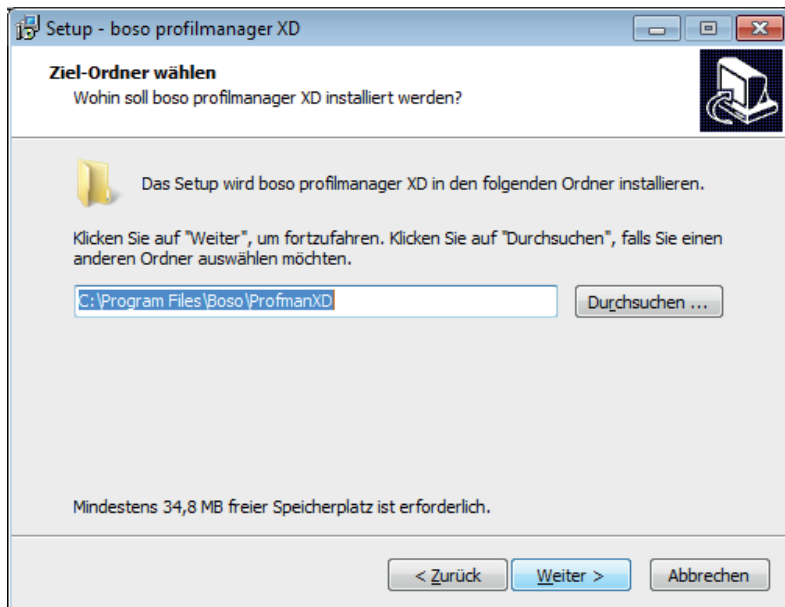 Setup - boso profilmanager XD
Ziel-Ordner wählen
Wohin soll boso profilmanager XD installiert werden?
Das Setup wird boso profilmanager XD in den folgenden Ordner installieren.
Klicken Sie auf "Weiter", um fortzufahren. Klicken Sie auf "Durchsuchen", falls Sie einen
anderen Ordner auswählen möchten.
C:\Program Files\Boso\ProfmanXD
Durchsuchen ...
Mindestens 34,8 MB freier Speicherplatz ist erforderlich.
< Zurück
Weiter >
Abbrechen